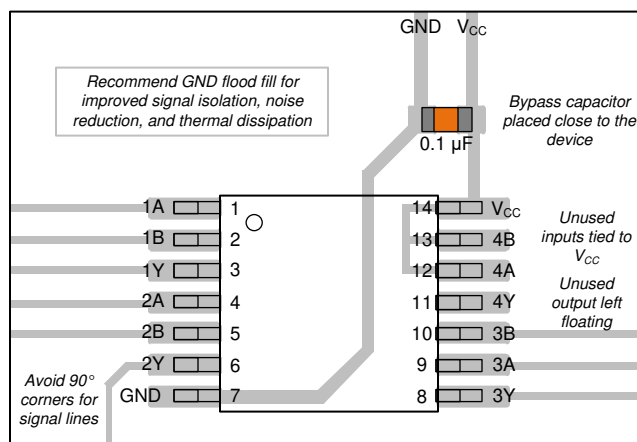 GND VCC
Recommend GND flood fill for
improved signal isolation, noise
reduction, and thermal dissipation
Bypass capacitor
placed close to the
device
0.1 µF
1A 1 14 VCC
1B 2 13 4B
1Y 3 12 4A
2A 4 11 4Y
2B 5 10 3B
2Y 6 9 3A
GND 7 8 3Y
Unused
inputs tied to
VCC
Unused
output left
floating
Avoid 90°
corners for
signal lines